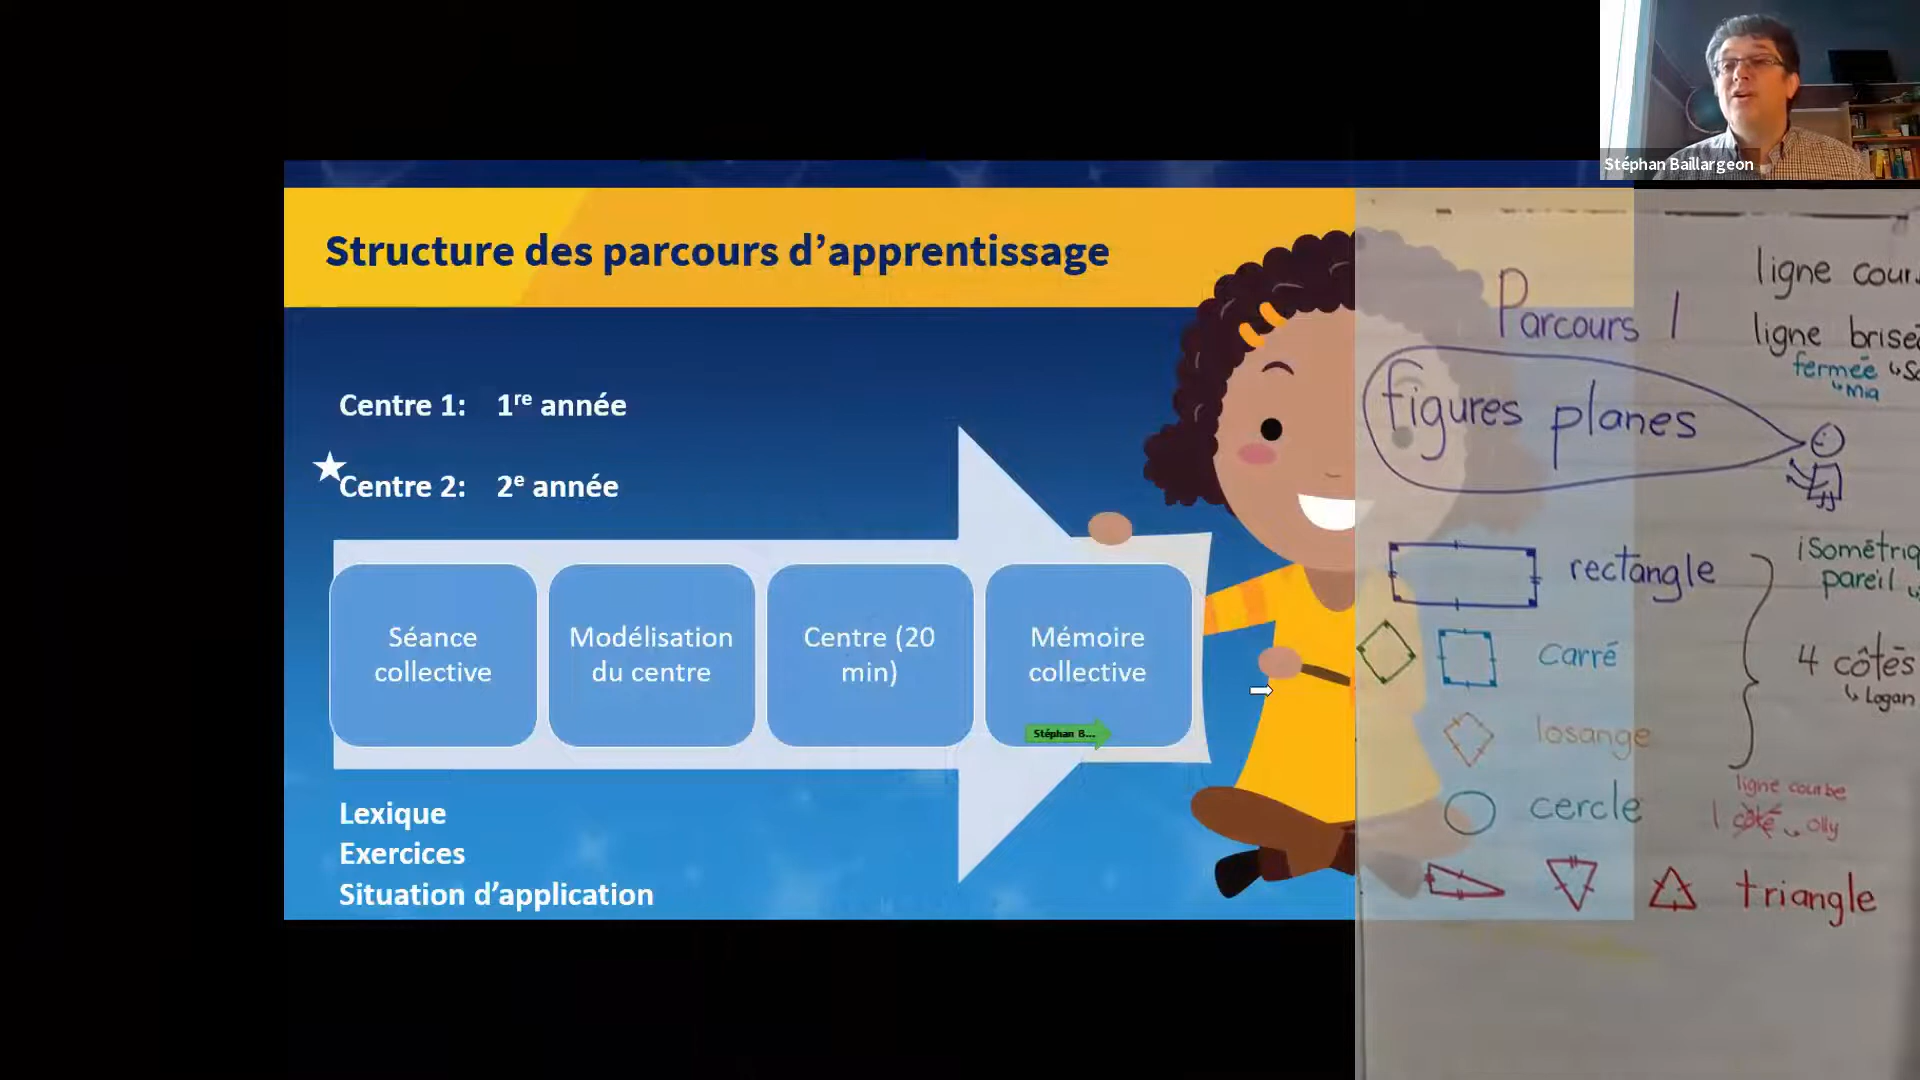 Stéphan Baillargeon
Structure des parcours d’apprentissage
Centre 1: 1re année
Centre 2: 2e année
Séance
collective
Modélisation
du centre
Centre (20
min)
Mémoire
collective
Stéphan B...
Lexique
Exercices
Situation d’application
Parcours 1
figures planes
ligne
ligne
fermée
Mia
rectangle
pareil
carré
4 côtés
Logan
losange
ligne courbe
cercle
1 côté Olly
triangle